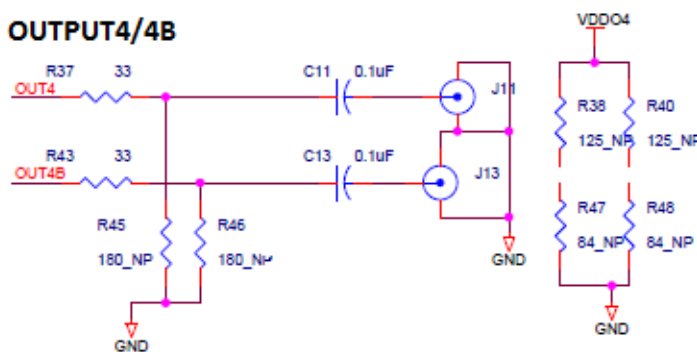 OUTPUT4/4B
VDDO4
R37 33 C11 0.1uF
OUT4
J11
R38 R40
125_NP 125_NP
R43 33 C13 0.1uF
OUT4B
J13
R45 R46
180_NP 180_NP
R47 R48
84_NP 84_NP
GND
GND
GND